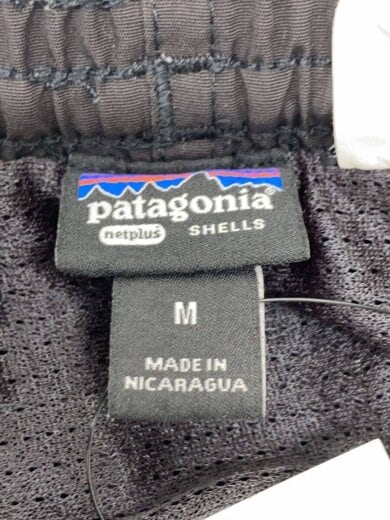 patagonia
netplus SHELLS
M
MADE IN
NICARAGUA